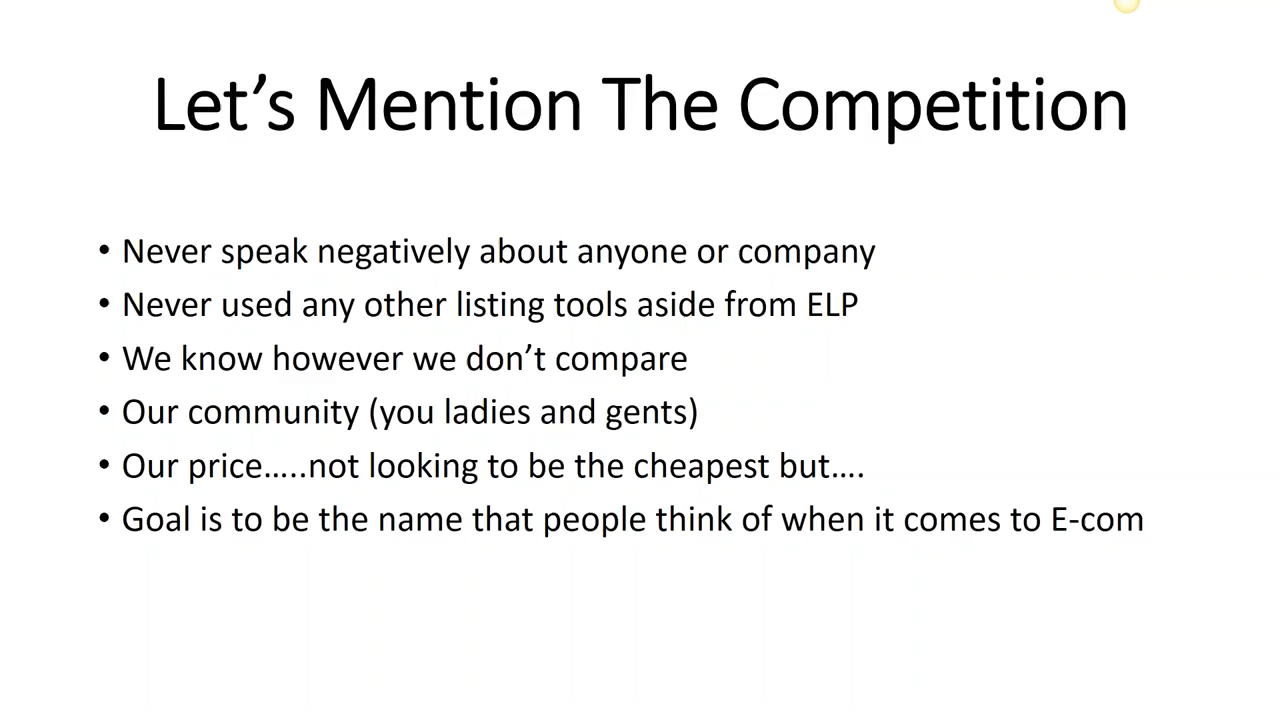 Let’s Mention The Competition
• Never speak negatively about anyone or company
• Never used any other listing tools aside from ELP
• We know however we don’t compare
• Our community (you ladies and gents)
• Our price…..not looking to be the cheapest but….
• Goal is to be the name that people think of when it comes to E-com